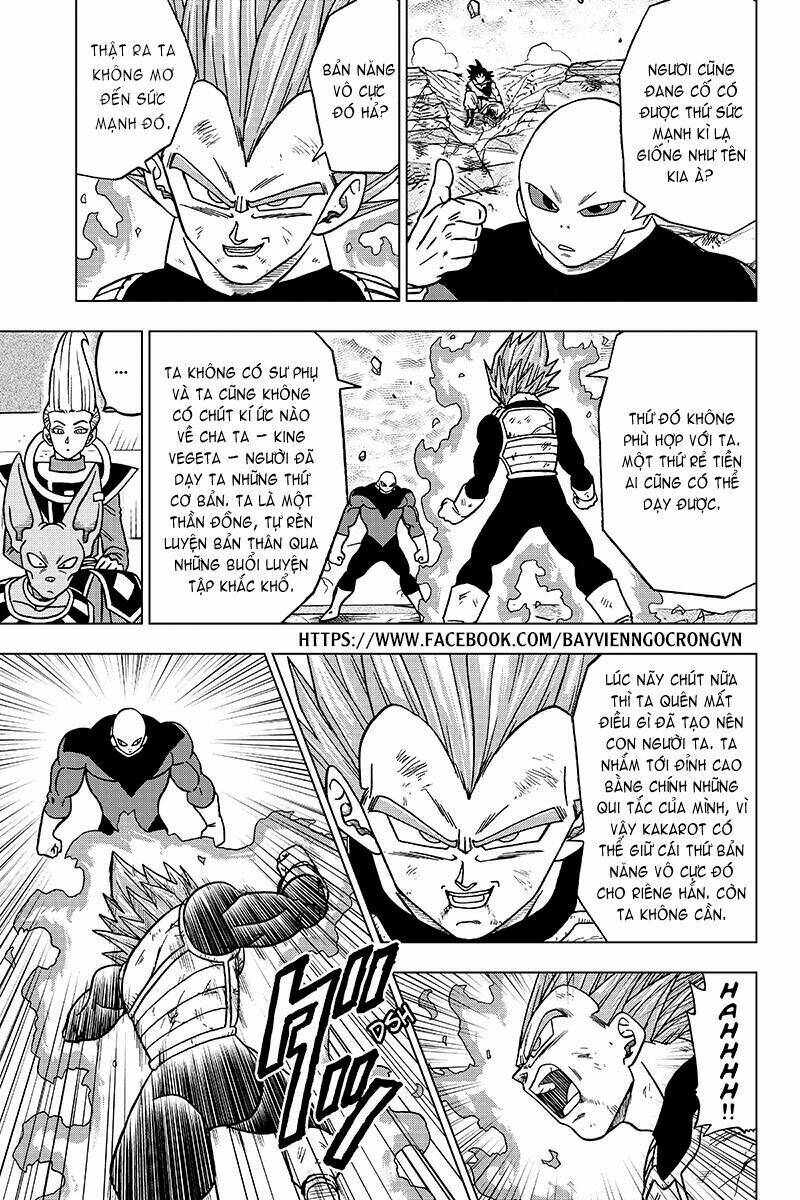 NGƯƠI CŨNG
ĐANG CỐ CÓ
ĐƯỢC THỨ SỨC
MẠNH KÌ LẠ
GIỐNG NHƯ TÊN
KIA À?
BẢN NĂNG
VÔ CỰC
ĐÓ HẢ?
THẬT RA TA
KHÔNG MƠ
ĐẾN SỨC
MẠNH ĐÓ.
THỨ ĐÓ KHÔNG
PHÙ HỢP VỚI TA.
MỘT THỨ RẺ TIỀN
AI CŨNG CÓ THỂ
DẠY ĐƯỢC.
TA KHÔNG CÓ SƯ PHỤ
VÀ TA CŨNG KHÔNG
CÓ CHÚT KÍ ỨC NÀO
VỀ CHA TA – KING
VEGETA – NGƯỜI ĐÃ
DẠY TA NHỮNG THỨ
CƠ BẢN. TA LÀ MỘT
THẦN ĐỒNG, TỰ RÈN
LUYỆN BẢN THÂN QUA
NHỮNG BUỔI LUYỆN
TẬP KHẮC KHỔ.
...
HTTPS://WWW.FACEBOOK.COM/BAYVIENNGOCRONGVN
LÚC NÃY CHÚT NỮA
THÌ TA QUÊN MẤT
ĐIỀU GÌ ĐÃ TẠO NÊN
CON NGƯỜI TA. TA
NHẮM TỚI ĐỈNH CAO
BẰNG CHÍNH NHỮNG
QUI TẮC CỦA MÌNH, VÌ
VẬY KAKAROT CÓ
THỂ GIỮ CÁI THỨ BẢN
NĂNG VÔ CỰC ĐÓ
CHO RIÊNG HẮN. CÒN
TA KHÔNG CẦN.
HAHHHH!!
DSH